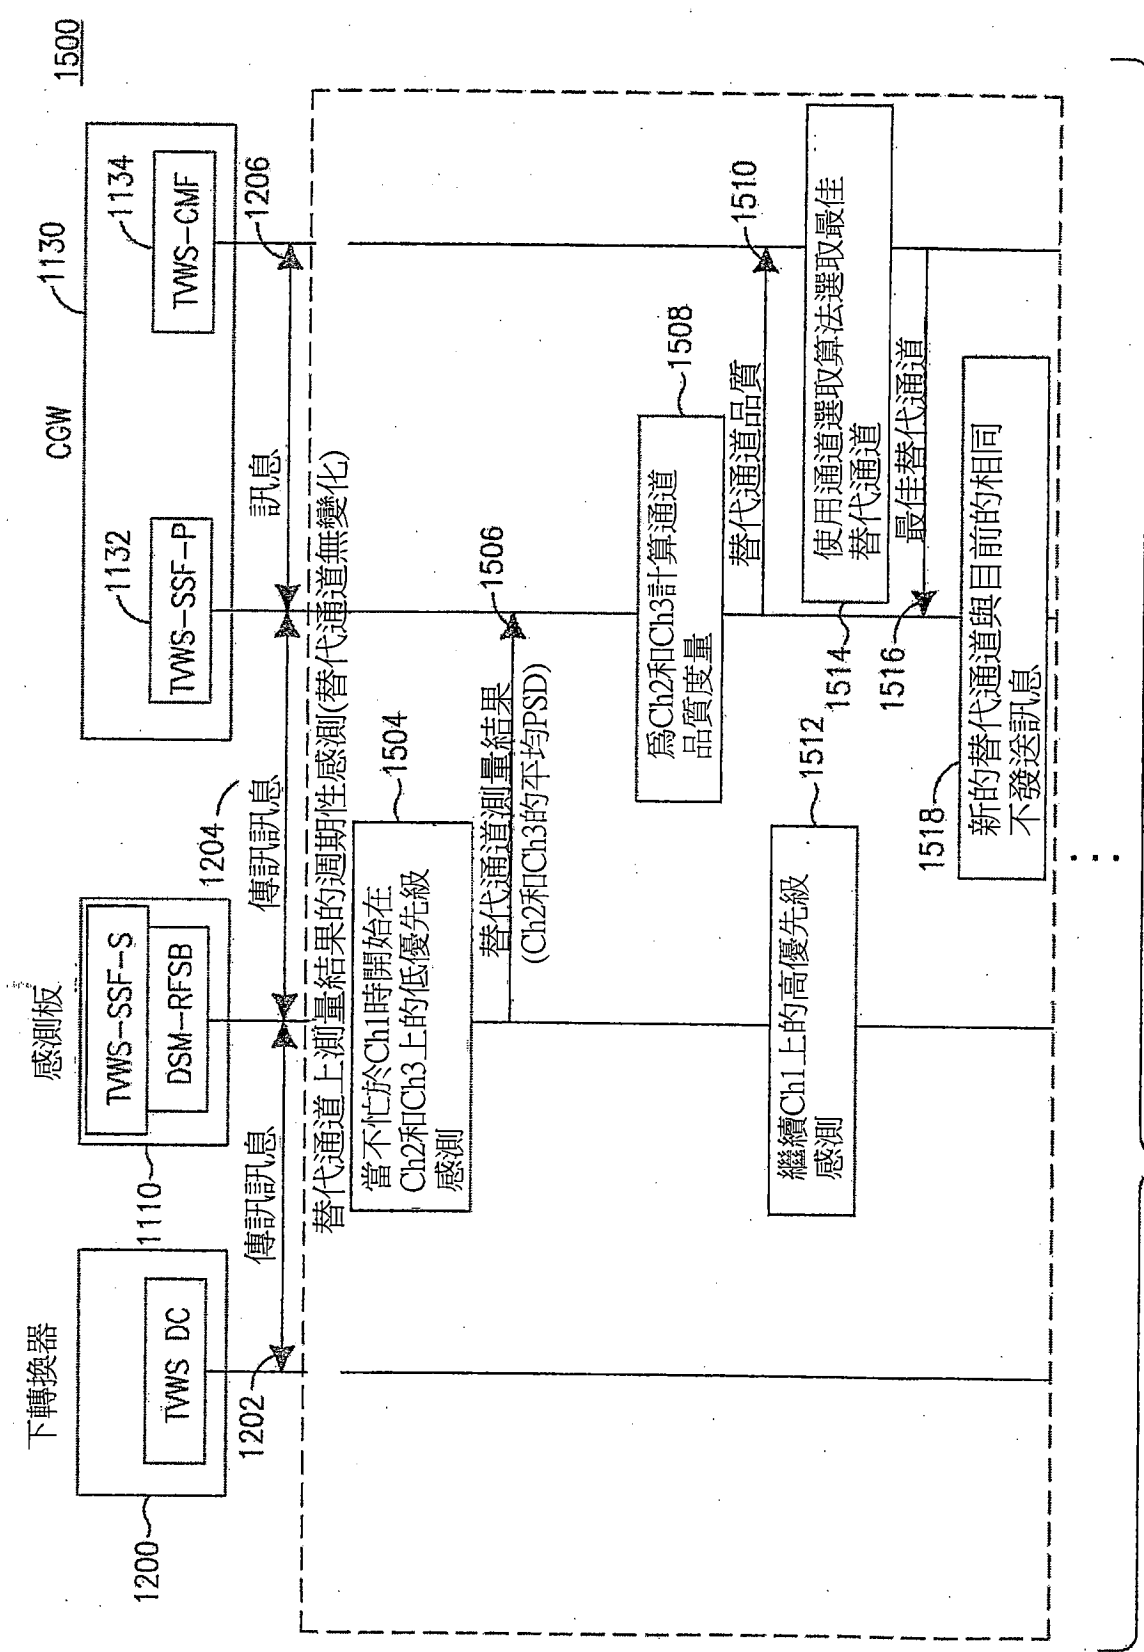 1500
下轉換器
TVWS DC
1200
感測板
TVWS-SSF-S
DSM-RFSB
1110
CGW
1130
TVWS-SSF-P
1132
TVWS-CMF
1134
傳訊訊息
1202
傳訊訊息
1204
訊息
1206
替代通道上測量結果的週期性感測(替代通道無變化)
當不忙於Ch1時開始在
Ch2和Ch3上的低優先級
感測
1504
替代通道測量結果
(Ch2和Ch3的平均PSD)
1506
為Ch2和Ch3計算通道
品質度量
1508
替代通道品質
1510
繼續Ch1上的高優先級
感測
1512
使用通道選取算法選取最佳
替代通道
1514
最佳替代通道
1516
新的替代通道與目前的相同
不發送訊息
1518
⋮